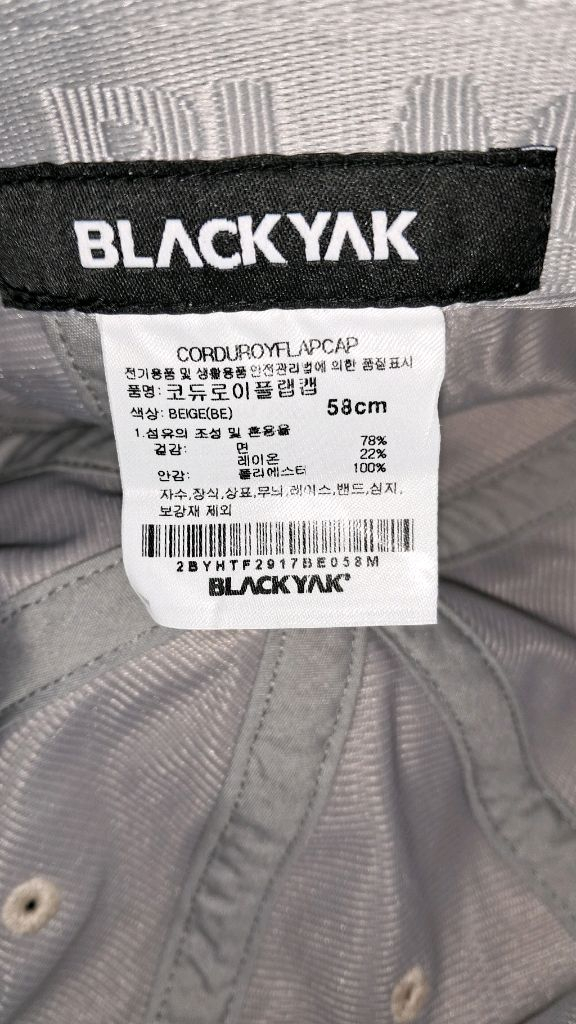 BLACKYAK
CORDUROYFLAPCAP
전기용품 및 생활용품 안전관리법에 의한 품질표시
품명: 코듀로이플랩캡
색상: BEIGE(BE) 58cm
1.섬유의 조성 및 혼용율
겉감: 면 78%
레이온 22%
안감: 폴리에스터 100%
자수,장식,상표,무늬,레이스,밴드,심지,
보강재 제외
2BYHTF2917BE058M
BLACKYAK®